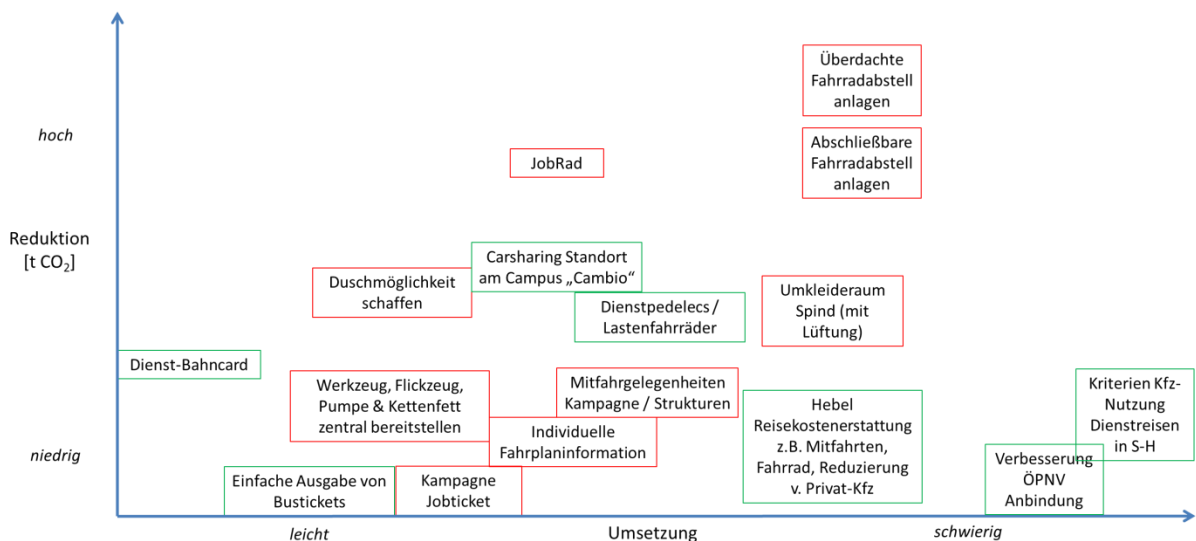 Überdachte
Fahrradabstell
anlagen
hoch
JobRad
Abschließbare
Fahrradabstell
anlagen
Reduktion
[t CO₂]
Carsharing Standort
am Campus „Cambio“
Duschmöglichkeit
schaffen
Dienstpedelecs /
Lastenfahrräder
Umkleideraum
Spind (mit
Lüftung)
Dienst-Bahncard
Werkzeug, Flickzeug,
Pumpe & Kettenfett
zentral bereitstellen
Mitfahrgelegenheiten
Kampagne / Strukturen
Hebel
Reisekostenerstattung
z.B. Mitfahrten,
Fahrrad, Reduzierung
v. Privat-Kfz
Kriterien Kfz-
Nutzung
Dienstreisen
in S-H
niedrig
Individuelle
Fahrplaninformation
Einfache Ausgabe von
Bustickets
Kampagne
Jobticket
Verbesserung
ÖPNV
Anbindung
leicht
Umsetzung
schwierig